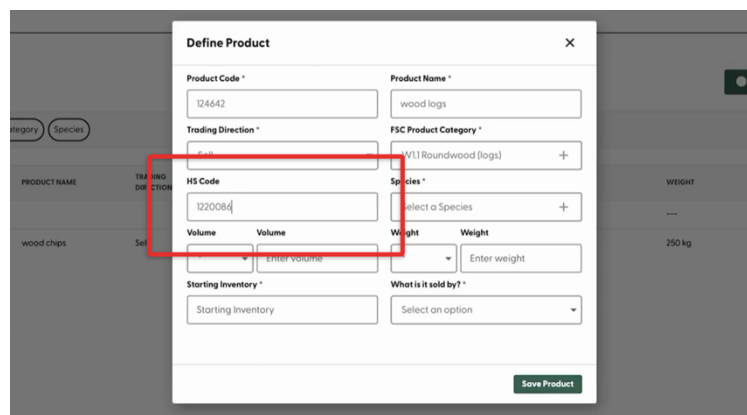 Define Product
Product Code * Product Name *
124642 wood logs
Trading Direction * FSC Product Category *
Sell W1.1 Roundwood (logs)
HS Code Species *
1220086 Select a Species
Volume Volume Weight Weight
Enter volume Enter weight
Starting Inventory * What is it sold by? *
Starting Inventory Select an option
Save Product
Species
PRODUCT NAME TRADING DIRECTION WEIGHT
---
wood chips 250 kg